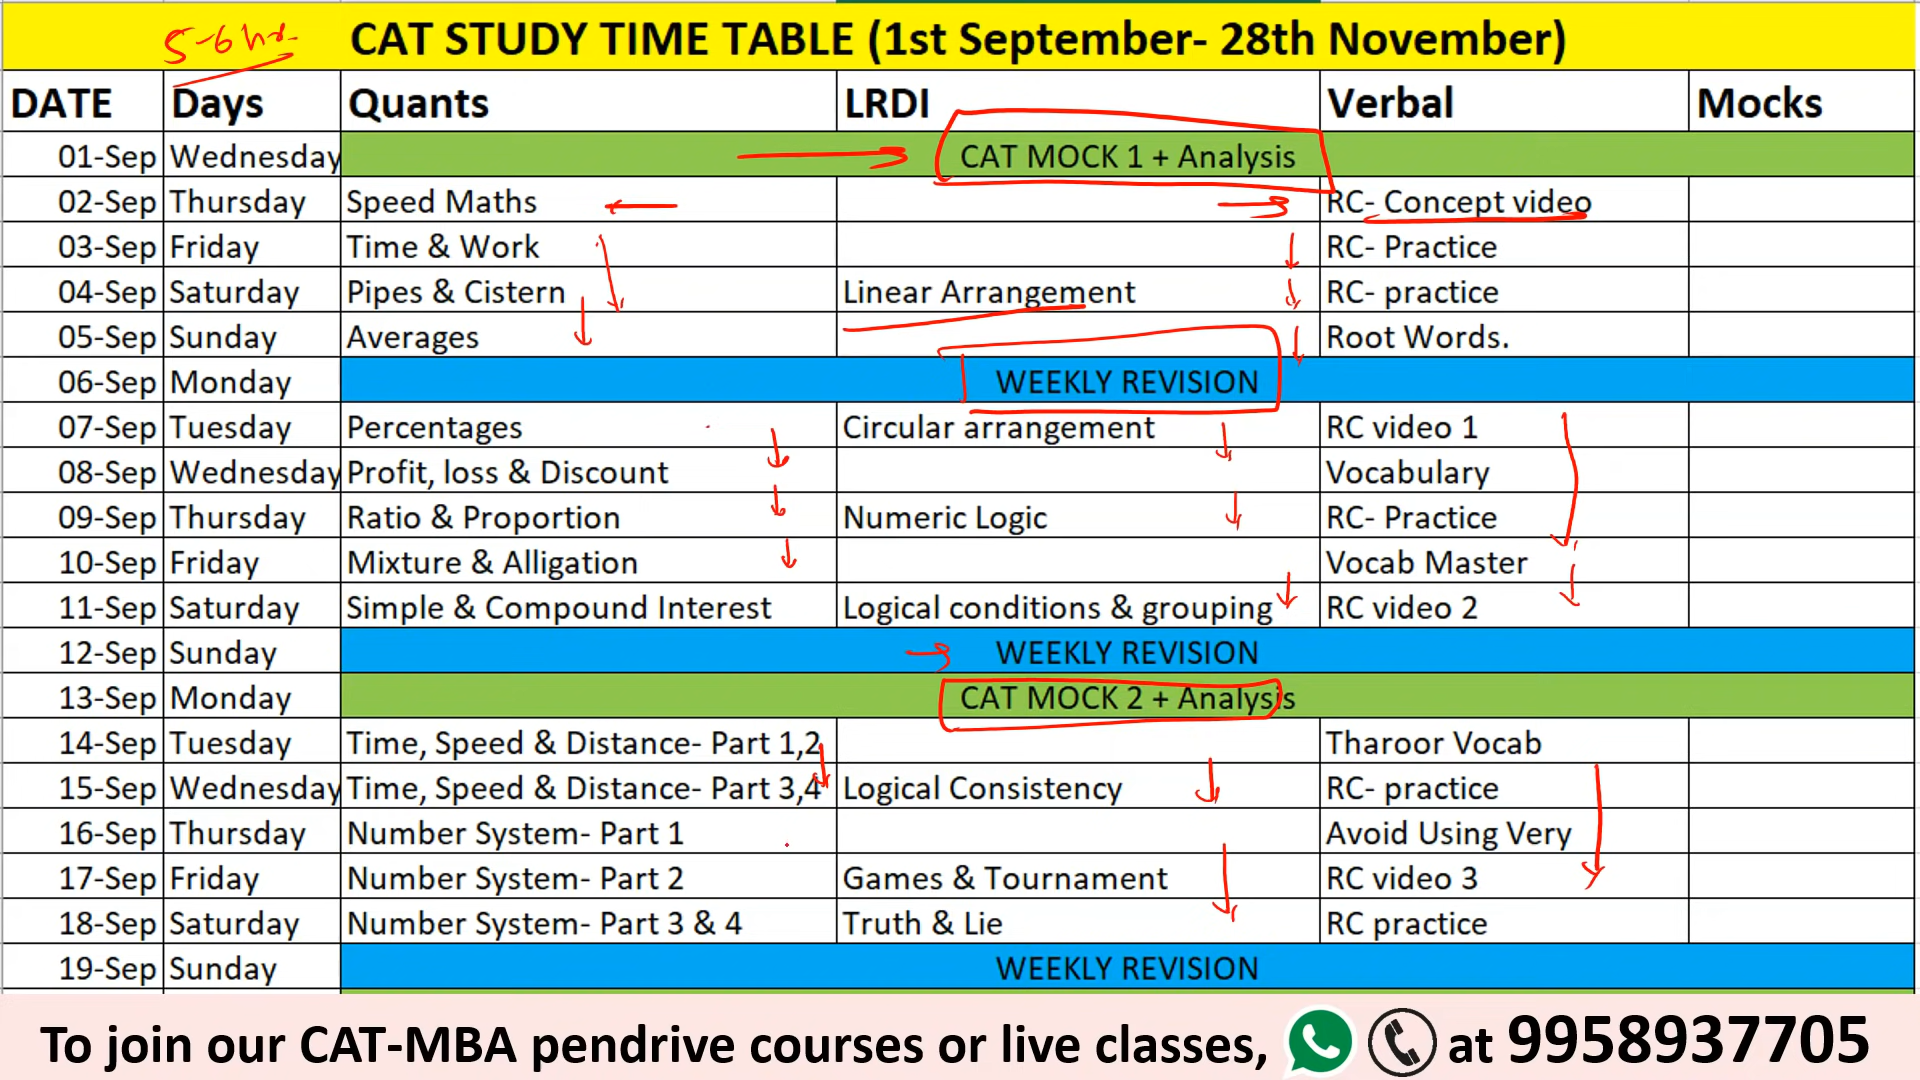 5-6 hr. CAT STUDY TIME TABLE (1st September- 28th November)
DATE Days Quants LRDI Verbal Mocks
01-Sep Wednesday CAT MOCK 1 + Analysis
02-Sep Thursday Speed Maths RC- Concept video
03-Sep Friday Time & Work RC- Practice
04-Sep Saturday Pipes & Cistern Linear Arrangement RC- practice
05-Sep Sunday Averages Root Words.
06-Sep Monday WEEKLY REVISION
07-Sep Tuesday Percentages Circular arrangement RC video 1
08-Sep Wednesday Profit, loss & Discount Vocabulary
09-Sep Thursday Ratio & Proportion Numeric Logic RC- Practice
10-Sep Friday Mixture & Alligation Vocab Master
11-Sep Saturday Simple & Compound Interest Logical conditions & grouping RC video 2
12-Sep Sunday WEEKLY REVISION
13-Sep Monday CAT MOCK 2 + Analysis
14-Sep Tuesday Time, Speed & Distance- Part 1,2 Tharoor Vocab
15-Sep Wednesday Time, Speed & Distance- Part 3,4 Logical Consistency RC- practice
16-Sep Thursday Number System- Part 1 Avoid Using Very
17-Sep Friday Number System- Part 2 Games & Tournament RC video 3
18-Sep Saturday Number System- Part 3 & 4 Truth & Lie RC practice
19-Sep Sunday WEEKLY REVISION
To join our CAT-MBA pendrive courses or live classes, at 9958937705